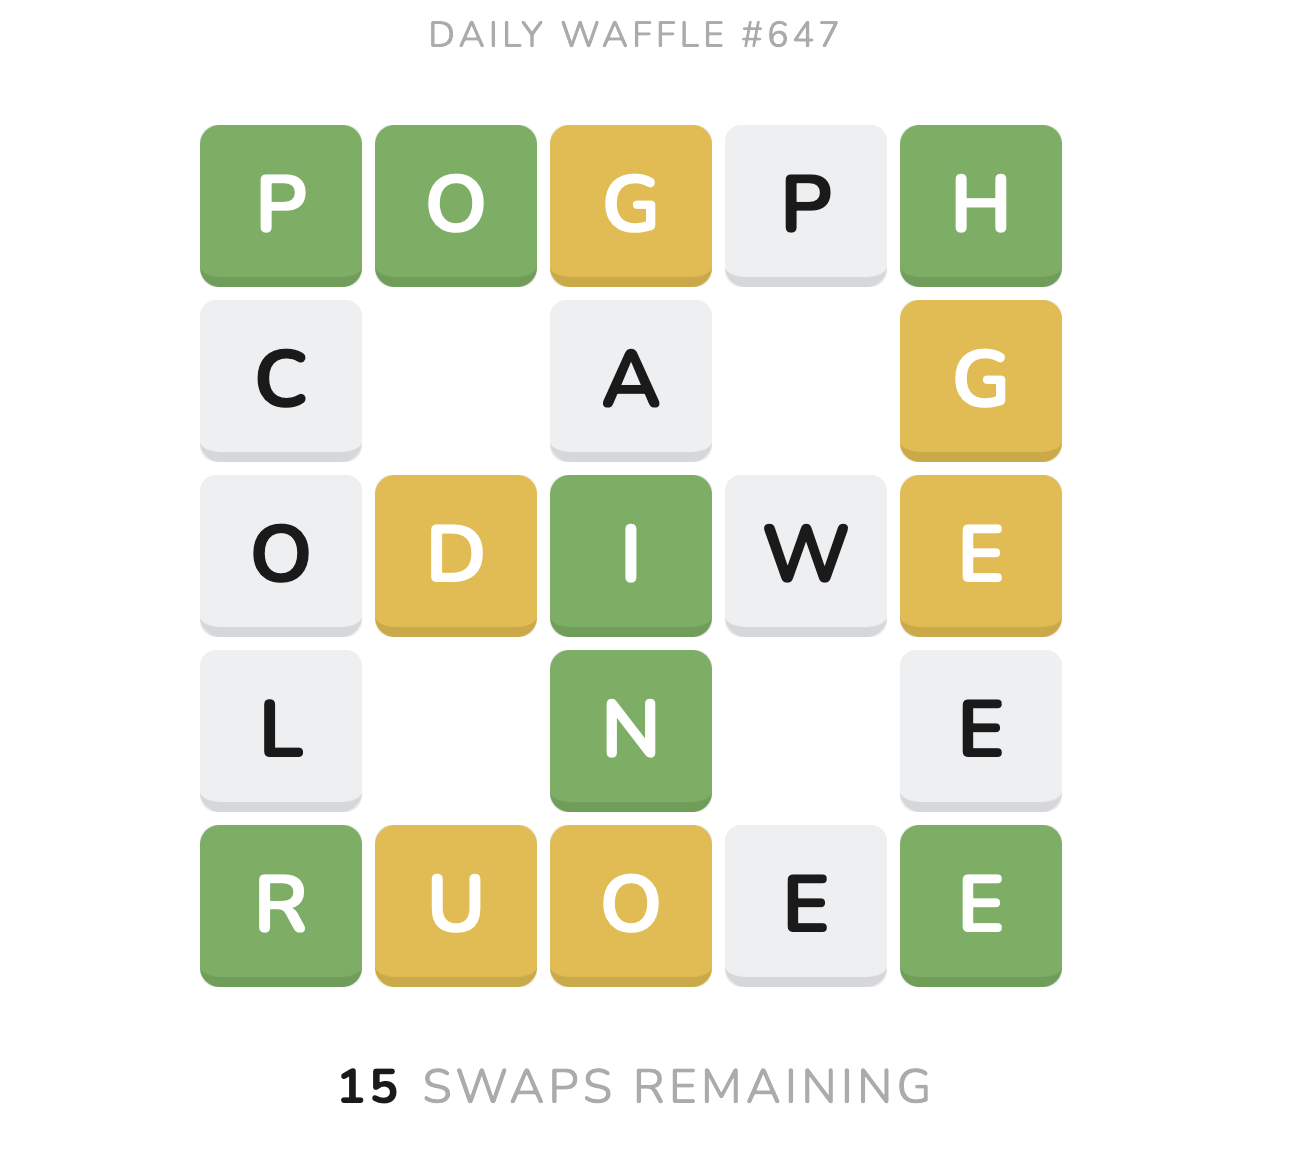 DAILY WAFFLE #647
P O G P H
C A G
O D I W E
L N E
R U O E E
15 SWAPS REMAINING